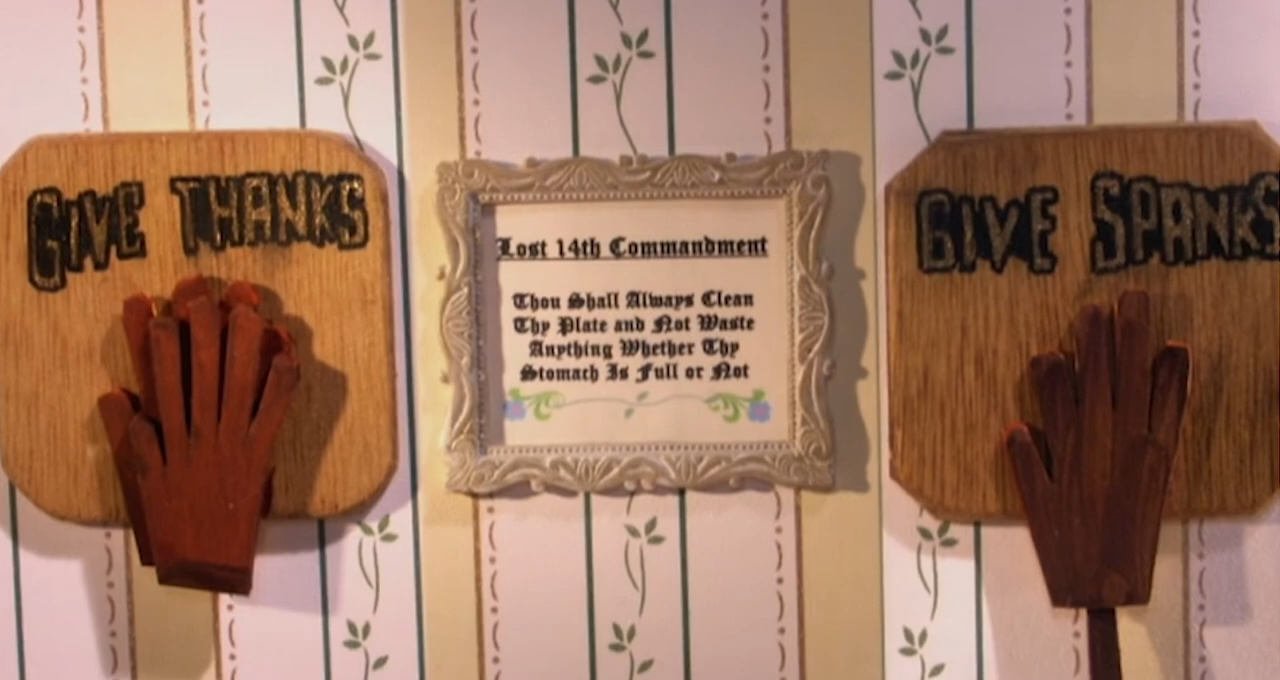 GIVE THANKS
Lost 14th Commandment
Thou Shall Always Clean
Thy Plate and Not Waste
Anything Whether Thy
Stomach Is Full or Not
GIVE SPANKS